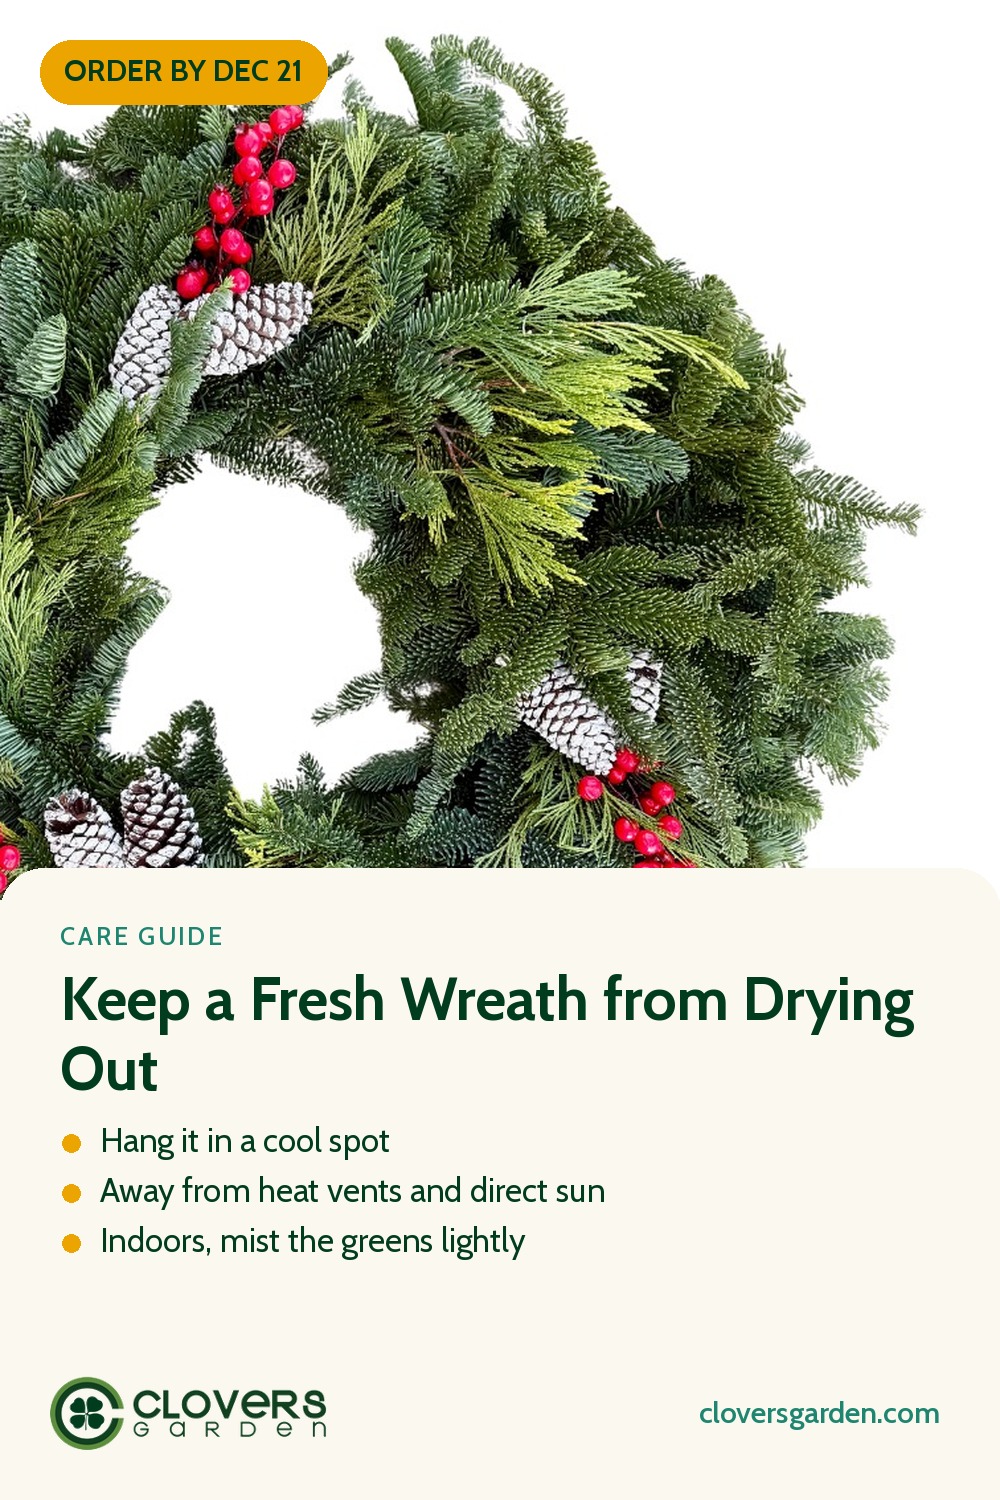 ORDER BY DEC 21
CARE GUIDE
Keep a Fresh Wreath from Drying
Out
Hang it in a cool spot
Away from heat vents and direct sun
Indoors, mist the greens lightly
CLOVERS
GARDEN
cloversgarden.com